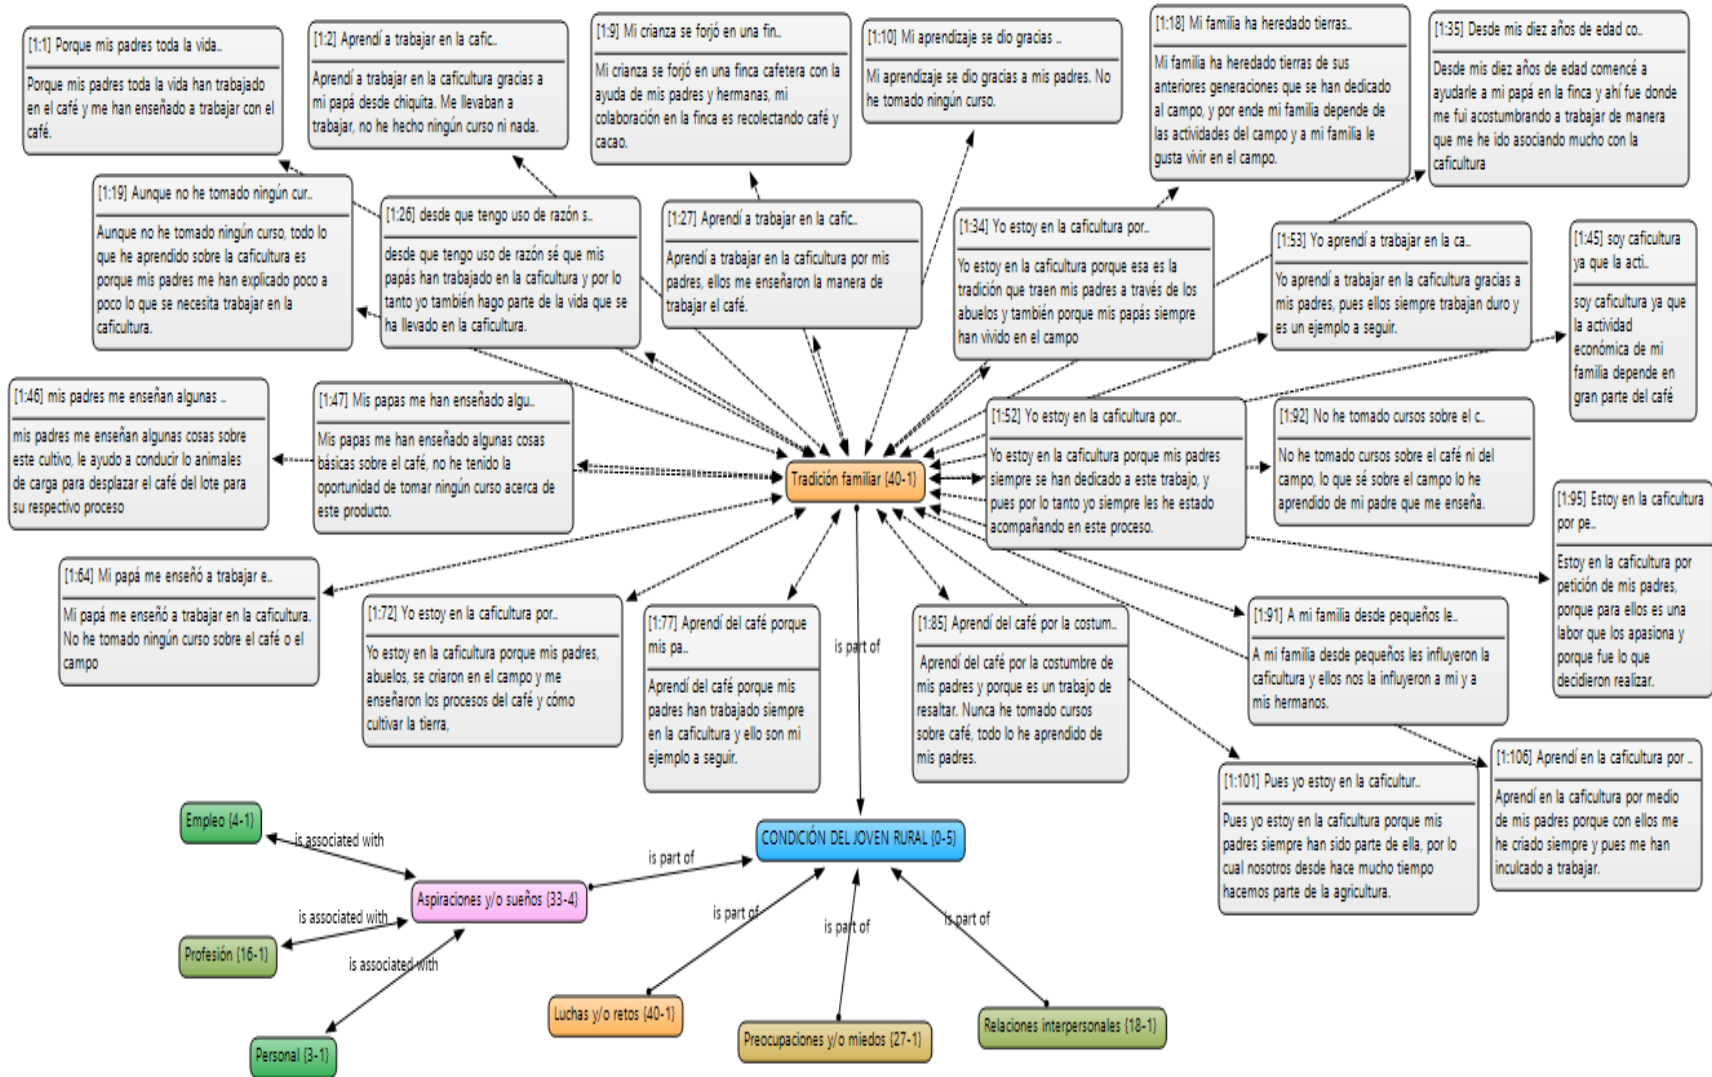 [1:1] Porque mis padres toda la vida..
Porque mis padres toda la vida han trabajado
en el café y me han enseñado a trabajar con el
café.
[1:2] Aprendí a trabajar en la cafic..
Aprendí a trabajar en la caficultura gracias a
mi papá desde chiquita. Me llevaban a
trabajar, no he hecho ningún curso ni nada.
[1:9] Mi crianza se forjó en una fin..
Mi crianza se forjó en una finca cafetera con la
ayuda de mis padres y hermanas, mi
colaboración en la finca es recolectando café y
cacao.
[1:10] Mi aprendizaje se dio gracias ..
Mi aprendizaje se dio gracias a mis padres. No
he tomado ningún curso.
[1:18] Mi familia ha heredado tierras..
Mi familia ha heredado tierras de sus
anteriores generaciones que se han dedicado
al campo, y por ende mi familia depende de
las actividades del campo y a mi familia le
gusta vivir en el campo.
[1:35] Desde mis diez años de edad co..
Desde mis diez años de edad comencé a
ayudarle a mi papá en la finca y ahí fue donde
me fui acostumbrando a trabajar de manera
que me he ido asociando mucho con la
caficultura
[1:19] Aunque no he tomado ningún cur..
Aunque no he tomado ningún curso, todo lo
que he aprendido sobre la caficultura es
porque mis padres me han explicado poco a
poco lo que se necesita trabajar en la
caficultura.
[1:26] desde que tengo uso de razón s..
desde que tengo uso de razón sé que mis
papás han trabajado en la caficultura y por lo
tanto yo también hago parte de la vida que se
ha llevado en la caficultura.
[1:27] Aprendí a trabajar en la cafic..
Aprendí a trabajar en la caficultura por mis
padres, ellos me enseñaron la manera de
trabajar el café.
[1:34] Yo estoy en la caficultura por..
Yo estoy en la caficultura porque esa es la
tradición que traen mis padres a través de los
abuelos y también porque mis papás siempre
han vivido en el campo
[1:53] Yo aprendí a trabajar en la ca..
Yo aprendí a trabajar en la caficultura gracias a
mis padres, pues ellos siempre trabajan duro y
es un ejemplo a seguir.
[1:45] soy caficultura
ya que la acti..
soy caficultura ya que
la actividad
económica de mi
familia depende en
gran parte del café
[1:46] mis padres me enseñan algunas ..
mis padres me enseñan algunas cosas sobre
este cultivo, le ayudo a conducir lo animales
de carga para desplazar el café del lote para
su respectivo proceso
[1:47] Mis papas me han enseñado algu..
Mis papas me han enseñado algunas cosas
básicas sobre el café, no he tenido la
oportunidad de tomar ningún curso acerca de
este producto.
Tradición familiar {40-1}
[1:52] Yo estoy en la caficultura por..
Yo estoy en la caficultura porque mis padres
siempre se han dedicado a este trabajo, y
pues por lo tanto yo siempre les he estado
acompañando en este proceso.
[1:92] No he tomado cursos sobre el c..
No he tomado cursos sobre el café ni del
campo, lo que sé sobre el campo lo he
aprendido de mi padre que me enseña.
[1:95] Estoy en la caficultura
por pe..
Estoy en la caficultura por
petición de mis padres,
porque para ellos es una
labor que los apasiona y
porque fue lo que
decidieron realizar.
[1:64] Mi papá me enseñó a trabajar e..
Mi papá me enseñó a trabajar en la caficultura.
No he tomado ningún curso sobre el café o el
campo
[1:72] Yo estoy en la caficultura por..
Yo estoy en la caficultura porque mis padres,
abuelos, se criaron en el campo y me
enseñaron los procesos del café y cómo
cultivar la tierra,
[1:77] Aprendí del café porque
mis pa..
Aprendí del café porque mis
padres han trabajado siempre
en la caficultura y ello son mi
ejemplo a seguir.
is part of
[1:85] Aprendí del café por la costum..
Aprendí del café por la costumbre de
mis padres y porque es un trabajo de
resaltar. Nunca he tomado cursos
sobre café, todo lo he aprendido de
mis padres.
[1:91] A mi familia desde pequeños le..
A mi familia desde pequeños les influyeron la
caficultura y ellos nos la influyeron a mi y a
mis hermanos.
[1:101] Pues yo estoy en la caficultur..
Pues yo estoy en la caficultura porque mis
padres siempre han sido parte de ella, por lo
cual nosotros desde hace mucho tiempo
hacemos parte de la agricultura.
[1:106] Aprendí en la caficultura por ..
Aprendí en la caficultura por medio
de mis padres porque con ellos me
he criado siempre y pues me han
inculcado a trabajar.
Empleo {4-1}
is associated with
CONDICIÓN DEL JOVEN RURAL {0-5}
is part of
Aspiraciones y/o sueños {33-4}
is associated with
Profesión {16-1}
is associated with
is part of
is part of
is part of
Luchas y/o retos {40-1}
Preocupaciones y/o miedos {27-1}
Relaciones interpersonales {18-1}
Personal {3-1}